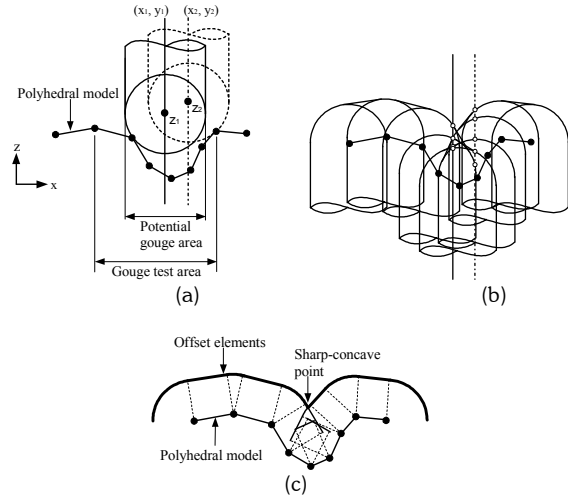 (x₁, y₁) (x₂, y₂)
Polyhedral model
z₁
z₂
z
x
Potential
gouge area
Gouge test area
(a)
(b)
Offset elements
Sharp-concave
point
Polyhedral model
(c)